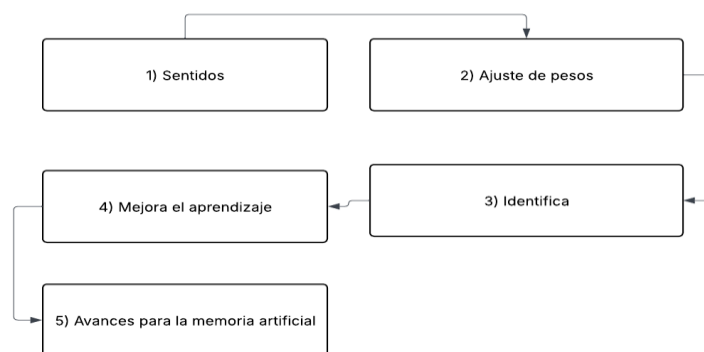 1) Sentidos
2) Ajuste de pesos
3) Identifica
4) Mejora el aprendizaje
5) Avances para la memoria artificial